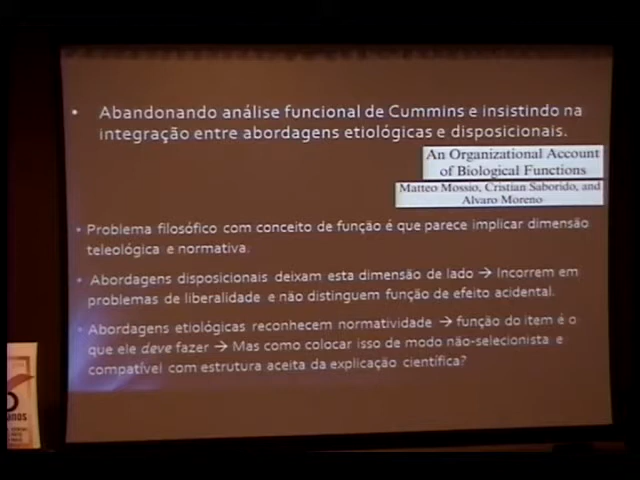 • Abandonando análise funcional de Cummins e insistindo na
integração entre abordagens etiológicas e disposicionais.
An Organizational Account
of Biological Functions
Matteo Mossio, Cristian Saborido, and
Alvaro Moreno
• Problema filosófico com conceito de função é que parece implicar dimensão
teleológica e normativa.
• Abordagens disposicionais deixam esta dimensão de lado → Incorrem em
problemas de liberalidade e não distinguem função de efeito acidental.
• Abordagens etiológicas reconhecem normatividade → função do item é o
que ele deve fazer → Mas como colocar isso de modo não-selecionista e
compatível com estrutura aceita da explicação científica?
anos